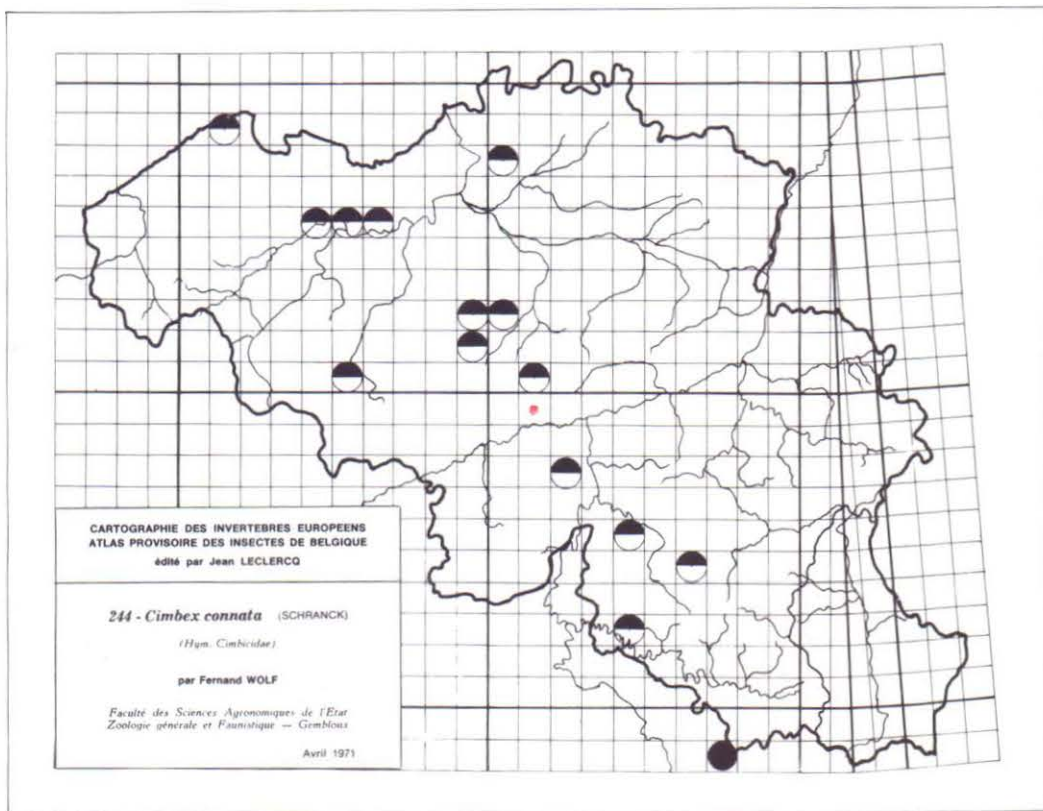 CARTOGRAPHIE DES INVERTEBRES EUROPEENS
ATLAS PROVISOIRE DES INSECTES DE BELGIQUE
édité par Jean LECLERCQ
244 - Cimbex connata (SCHRANCK)
(Hym. Cimbicidae)
par Fernand WOLF
Faculté des Sciences Agronomiques de l'Etat
Zoologie générale et Faunistique — Gembloux
Avril 1971